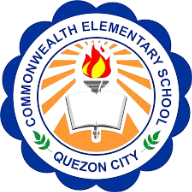 COMMONWEALTH ELEMENTARY SCHOOL
QUEZON CITY